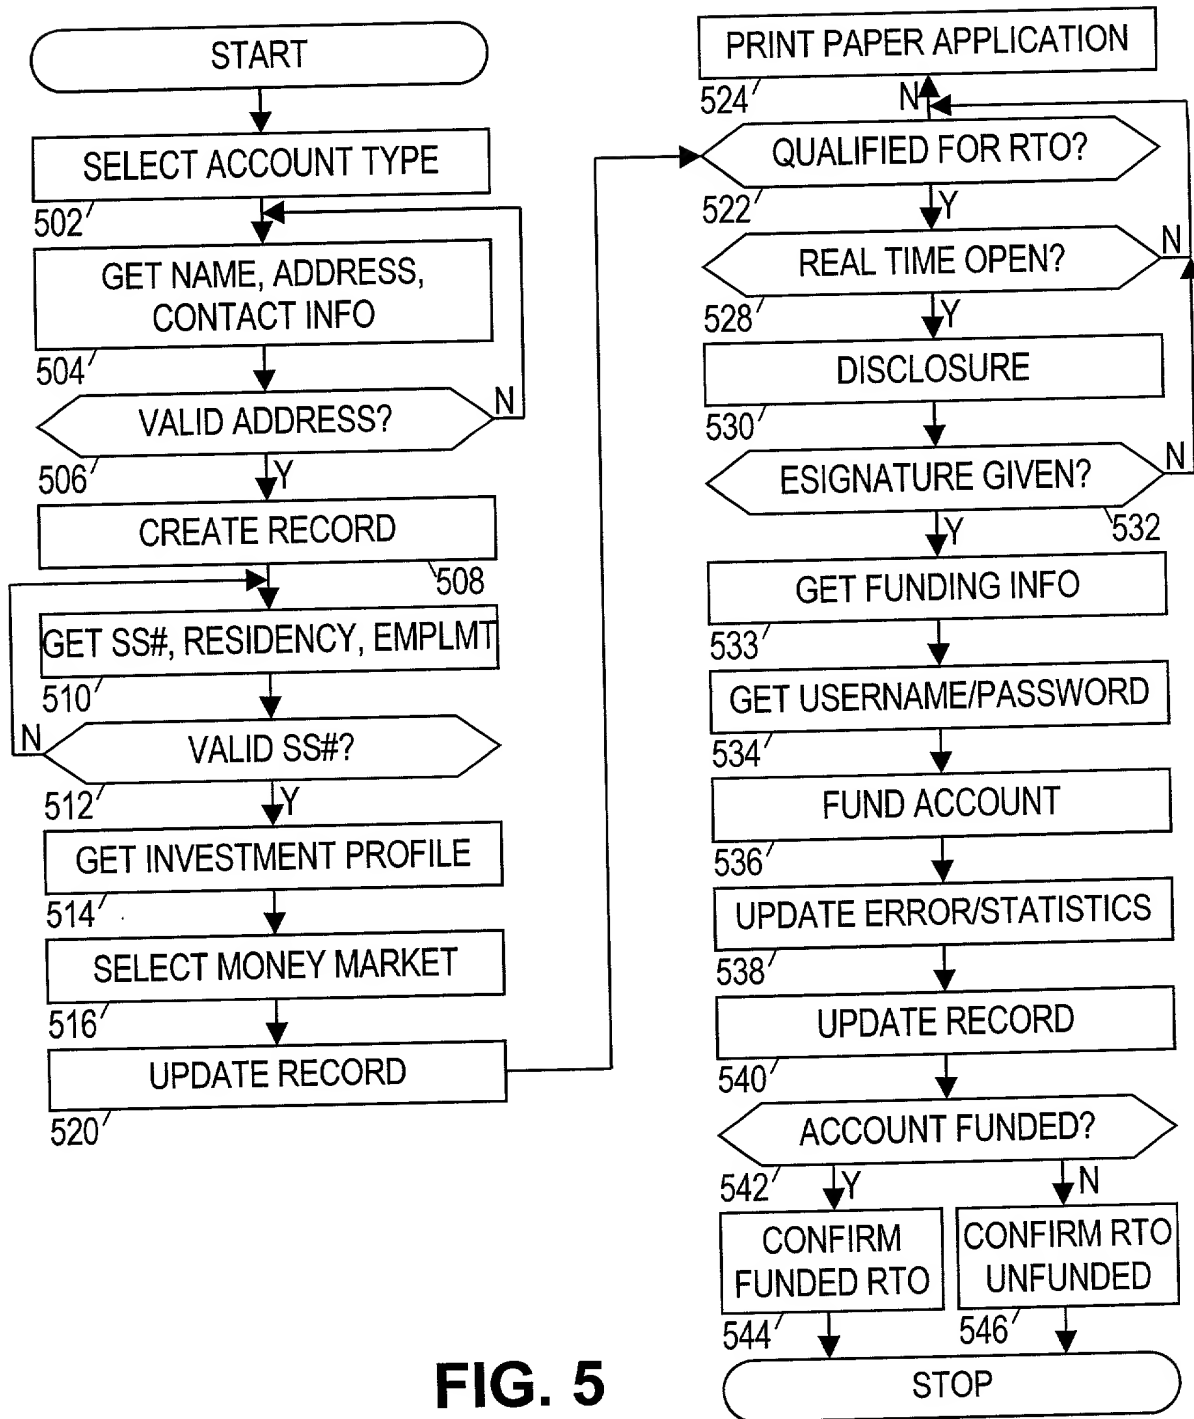 START
SELECT ACCOUNT TYPE
502
GET NAME, ADDRESS,
CONTACT INFO
504
VALID ADDRESS?
N
506
Y
CREATE RECORD
508
GET SS#, RESIDENCY, EMPLMT
510
N
VALID SS#?
512
Y
GET INVESTMENT PROFILE
514
SELECT MONEY MARKET
516
UPDATE RECORD
520
PRINT PAPER APPLICATION
524
N
QUALIFIED FOR RTO?
522
Y
REAL TIME OPEN?
N
528
Y
DISCLOSURE
530
ESIGNATURE GIVEN?
N
532
Y
GET FUNDING INFO
533
GET USERNAME/PASSWORD
534
FUND ACCOUNT
536
UPDATE ERROR/STATISTICS
538
UPDATE RECORD
540
ACCOUNT FUNDED?
542
Y
N
CONFIRM
FUNDED RTO
544
CONFIRM RTO
UNFUNDED
546
STOP
FIG. 5